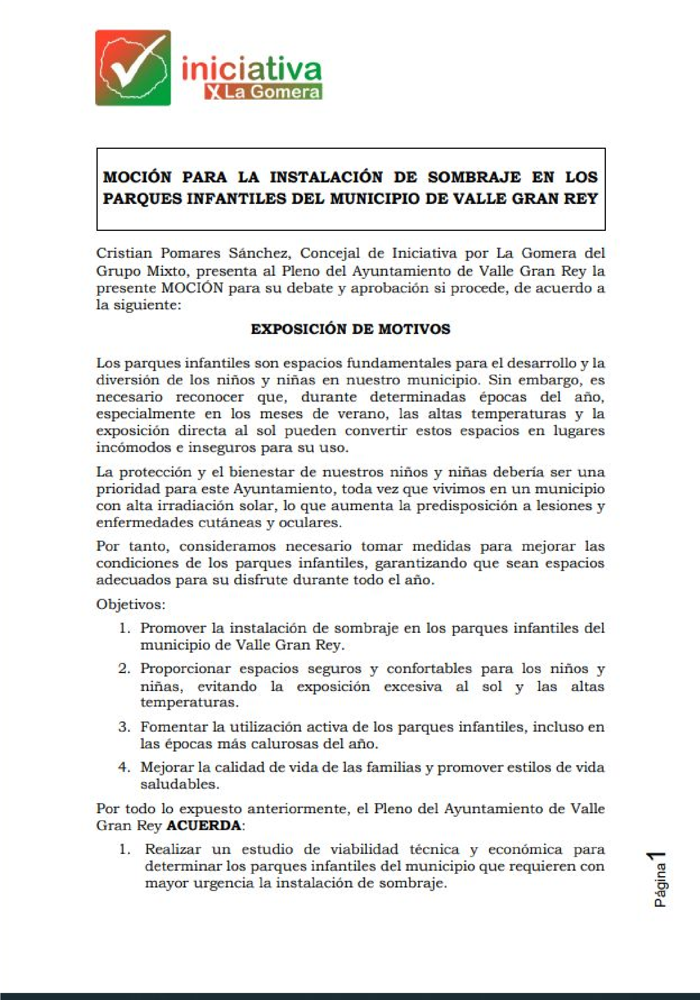 iniciativa
X La Gomera
MOCIÓN PARA LA INSTALACIÓN DE SOMBRAJE EN LOS
PARQUES INFANTILES DEL MUNICIPIO DE VALLE GRAN REY
Cristian Pomares Sánchez, Concejal de Iniciativa por La Gomera del
Grupo Mixto, presenta al Pleno del Ayuntamiento de Valle Gran Rey la
presente MOCIÓN para su debate y aprobación si procede, de acuerdo a
la siguiente:
EXPOSICIÓN DE MOTIVOS
Los parques infantiles son espacios fundamentales para el desarrollo y la
diversión de los niños y niñas en nuestro municipio. Sin embargo, es
necesario reconocer que, durante determinadas épocas del año,
especialmente en los meses de verano, las altas temperaturas y la
exposición directa al sol pueden convertir estos espacios en lugares
incómodos e inseguros para su uso.
La protección y el bienestar de nuestros niños y niñas debería ser una
prioridad para este Ayuntamiento, toda vez que vivimos en un municipio
con alta irradiación solar, lo que aumenta la predisposición a lesiones y
enfermedades cutáneas y oculares.
Por tanto, consideramos necesario tomar medidas para mejorar las
condiciones de los parques infantiles, garantizando que sean espacios
adecuados para su disfrute durante todo el año.
Objetivos:
1. Promover la instalación de sombraje en los parques infantiles del
municipio de Valle Gran Rey.
2. Proporcionar espacios seguros y confortables para los niños y
niñas, evitando la exposición excesiva al sol y las altas
temperaturas.
3. Fomentar la utilización activa de los parques infantiles, incluso en
las épocas más calurosas del año.
4. Mejorar la calidad de vida de las familias y promover estilos de vida
saludables.
Por todo lo expuesto anteriormente, el Pleno del Ayuntamiento de Valle
Gran Rey ACUERDA:
1. Realizar un estudio de viabilidad técnica y económica para
determinar los parques infantiles del municipio que requieren con
mayor urgencia la instalación de sombraje.
Página 1